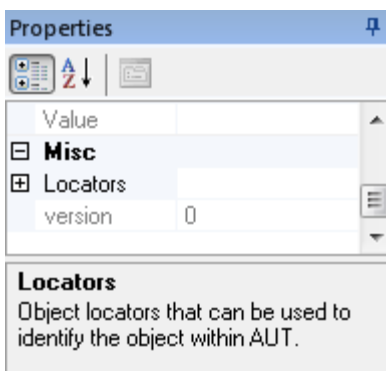 Properties
A
Z
Value
Misc
Locators
version 0
Locators
Object locators that can be used to
identify the object within AUT.